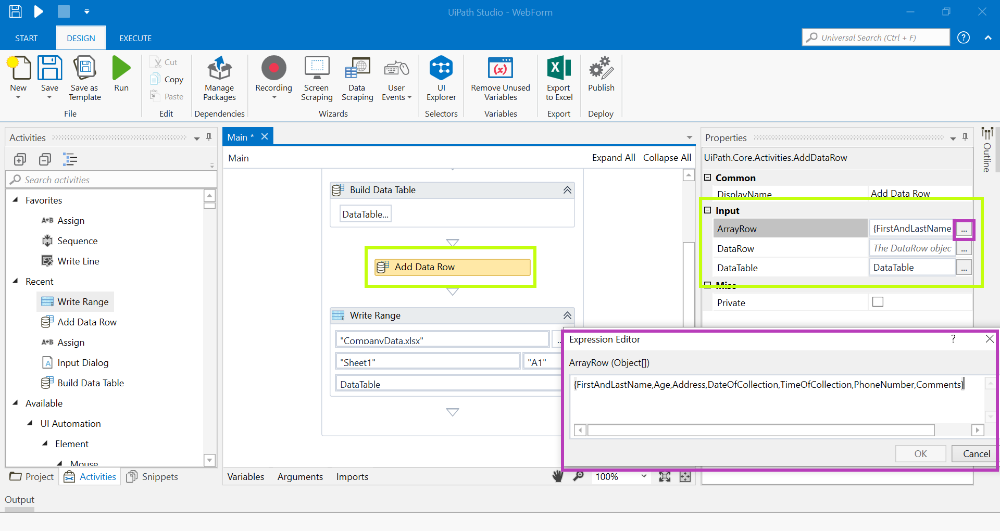 UiPath Studio - WebForm
START DESIGN EXECUTE
Universal Search (Ctrl + F) ?
New
Save
Save as
Template
Run
File
Cut
Copy
Paste
Edit
Manage
Packages
Dependencies
Recording
Screen
Scraping
Data
Scraping
User
Events
Wizards
UI
Explorer
Selectors
Remove Unused
Variables
Variables
Export
to Excel
Export
Publish
Deploy
Activities
Search activities
Favorites
A←B Assign
Sequence
Write Line
Recent
Write Range
Add Data Row
A←B Assign
Input Dialog
Build Data Table
Available
UI Automation
Element
Mouse
Project Activities Snippets
Main *
Main Expand All Collapse All
Build Data Table
DataTable...
Add Data Row
Write Range
"CompanyData.xlsx" ..
"Sheet1" "A1"
DataTable
Variables Arguments Imports 100%
Properties
UiPath.Core.Activities.AddDataRow
Common
DisplayName Add Data Row
Input
ArrayRow {FirstAndLastName ...
DataRow The DataRow objec ...
DataTable DataTable ...
Misc
Private
Outline
Expression Editor ?
ArrayRow (Object[])
{FirstAndLastName,Age,Address,DateOfCollection,TimeOfCollection,PhoneNumber,Comments}
OK Cancel
Output